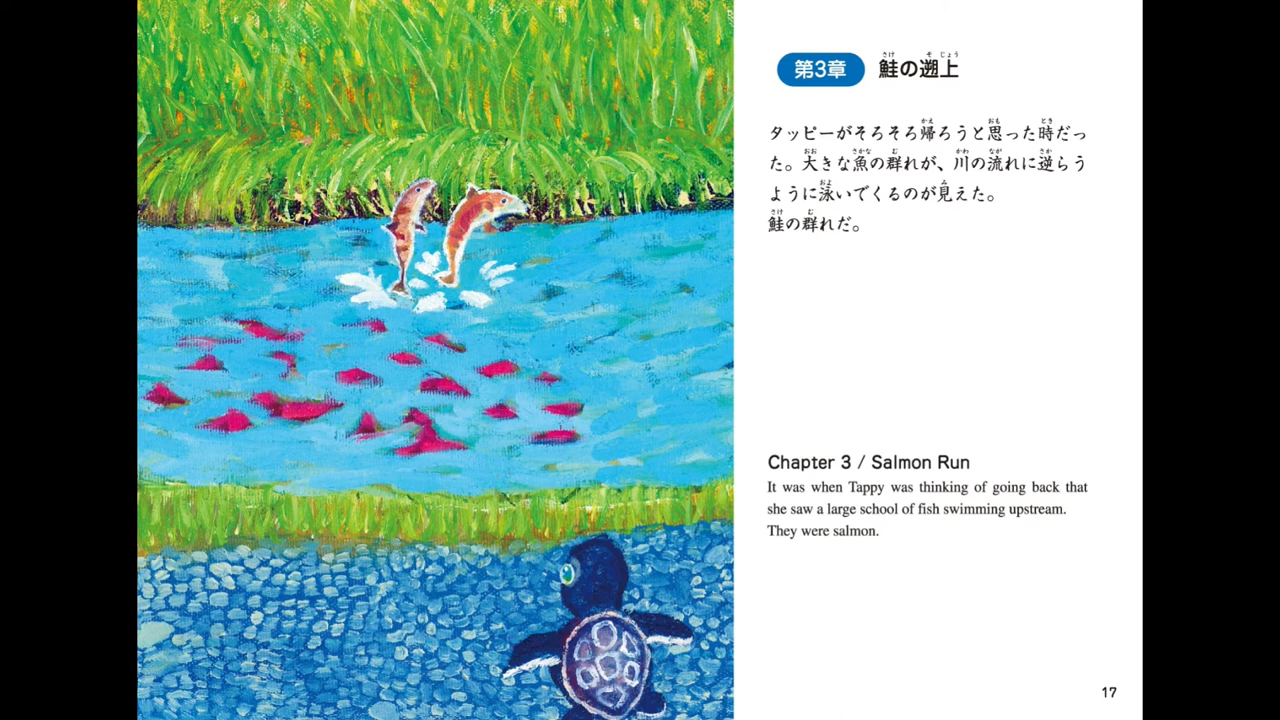 第3章 鮭の遡上
タッピーがそろそろ帰ろうと思った時だっ
た。大きな魚の群れが、川の流れに逆らう
ように泳いでくるのが見えた。
鮭の群れだ。
Chapter 3 / Salmon Run
It was when Tappy was thinking of going back that
she saw a large school of fish swimming upstream.
They were salmon.
17